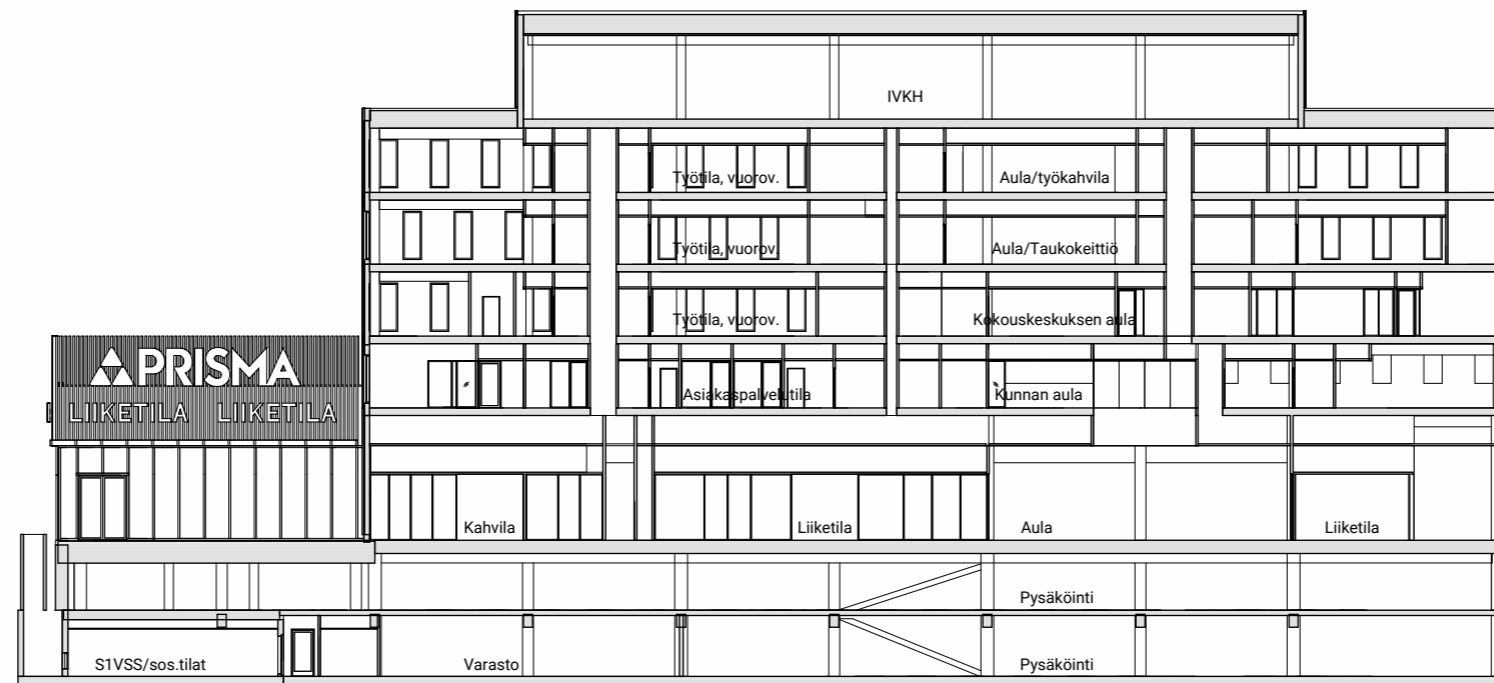 IVKH
Työtila, vuorov.
Aula/työkahvila
Työtila, vuorov.
Aula/Taukokeittiö
Työtila, vuorov.
Kokouskeskuksen aula
PRISMA
LIIKETILA LIIKETILA
Asiakaspalvelutila
Kunnan aula
Kahvila
Liiketila
Aula
Liiketila
Pysäköinti
S1VSS/sos.tilat
Varasto
Pysäköinti